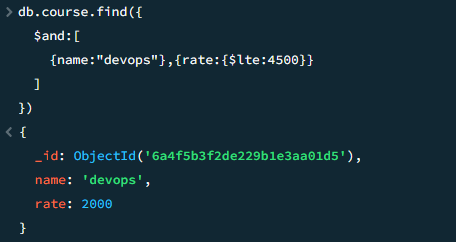 > db.course.find({
$and:[
{name:"devops"},{rate:{$lte:4500}}
]
})
< {
_id: ObjectId('6a4f5b3f2de229b1e3aa01d5'),
name: 'devops',
rate: 2000
}